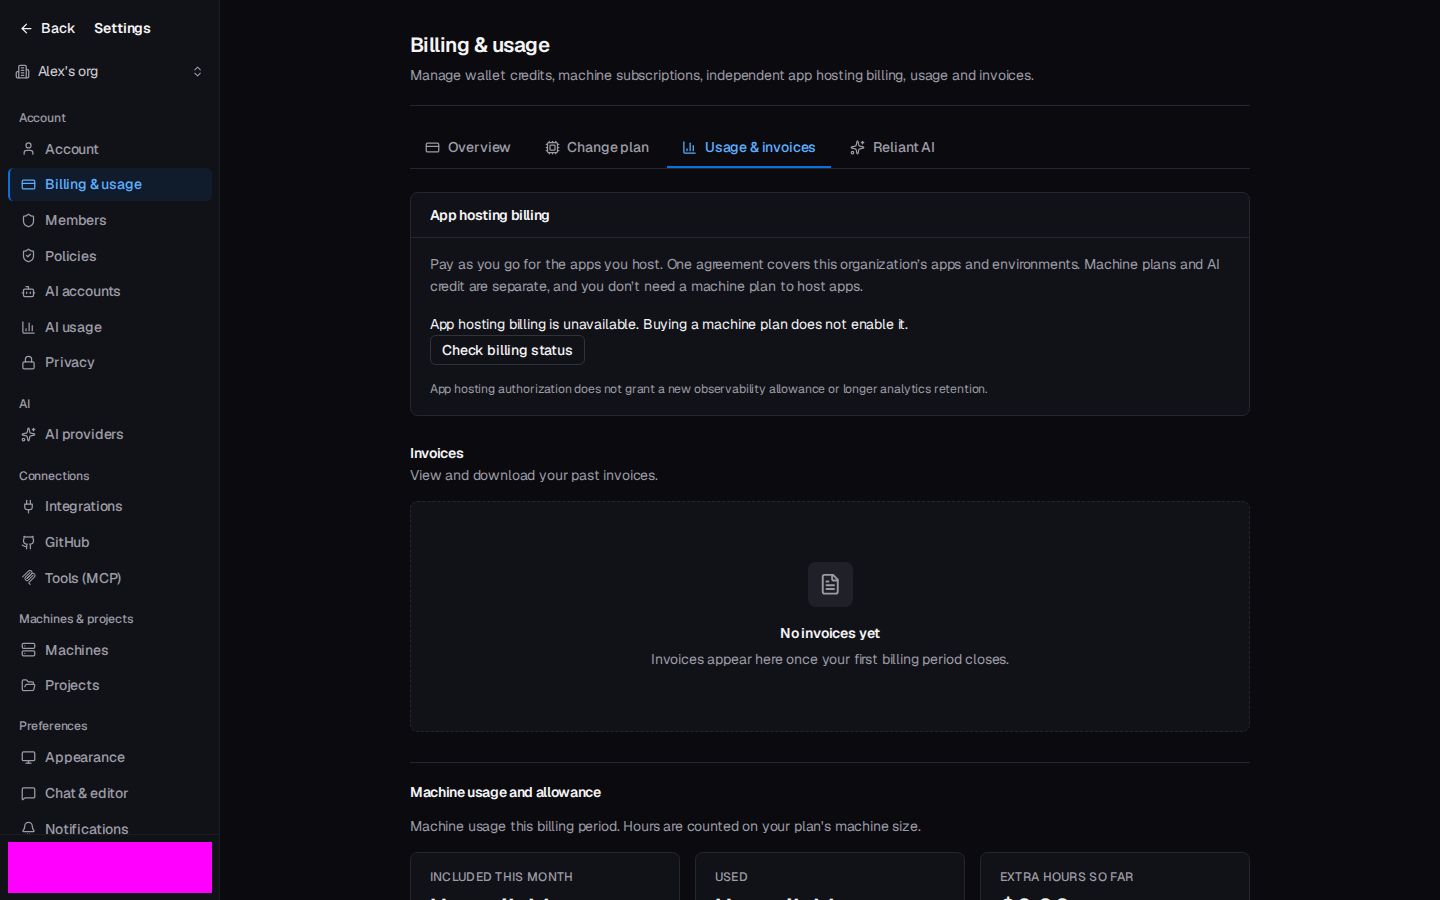 Back Settings
Alex's org
Account
Account
Billing & usage
Members
Policies
AI accounts
AI usage
Privacy
AI
AI providers
Connections
Integrations
GitHub
Tools (MCP)
Machines & projects
Machines
Projects
Preferences
Appearance
Chat & editor
Notifications
Billing & usage
Manage wallet credits, machine subscriptions, independent app hosting billing, usage and invoices.
Overview Change plan Usage & invoices Reliant AI
App hosting billing
Pay as you go for the apps you host. One agreement covers this organization's apps and environments. Machine plans and AI
credit are separate, and you don't need a machine plan to host apps.
App hosting billing is unavailable. Buying a machine plan does not enable it.
Check billing status
App hosting authorization does not grant a new observability allowance or longer analytics retention.
Invoices
View and download your past invoices.
No invoices yet
Invoices appear here once your first billing period closes.
Machine usage and allowance
Machine usage this billing period. Hours are counted on your plan's machine size.
INCLUDED THIS MONTH USED EXTRA HOURS SO FAR